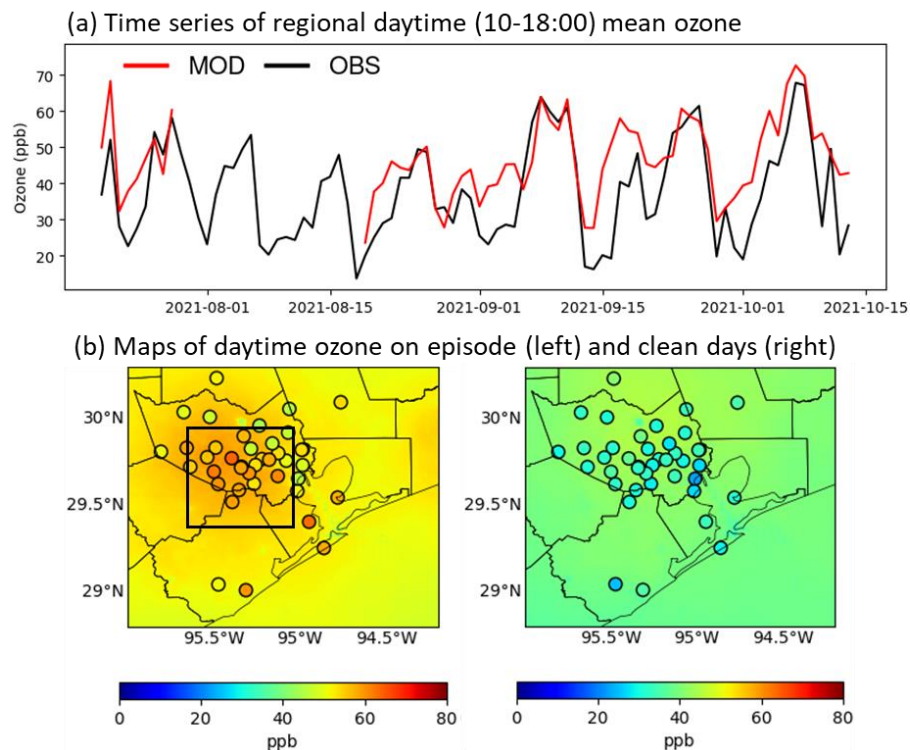 (a) Time series of regional daytime (10-18:00) mean ozone
MOD OBS
Ozone (ppb)
70
60
50
40
30
20
2021-08-01 2021-08-15 2021-09-01 2021-09-15 2021-10-01 2021-10-15
(b) Maps of daytime ozone on episode (left) and clean days (right)
30°N 30°N
29.5°N 29.5°N
29°N 29°N
95.5°W 95°W 94.5°W 95.5°W 95°W 94.5°W
0 20 40 60 80 0 20 40 60 80
ppb ppb